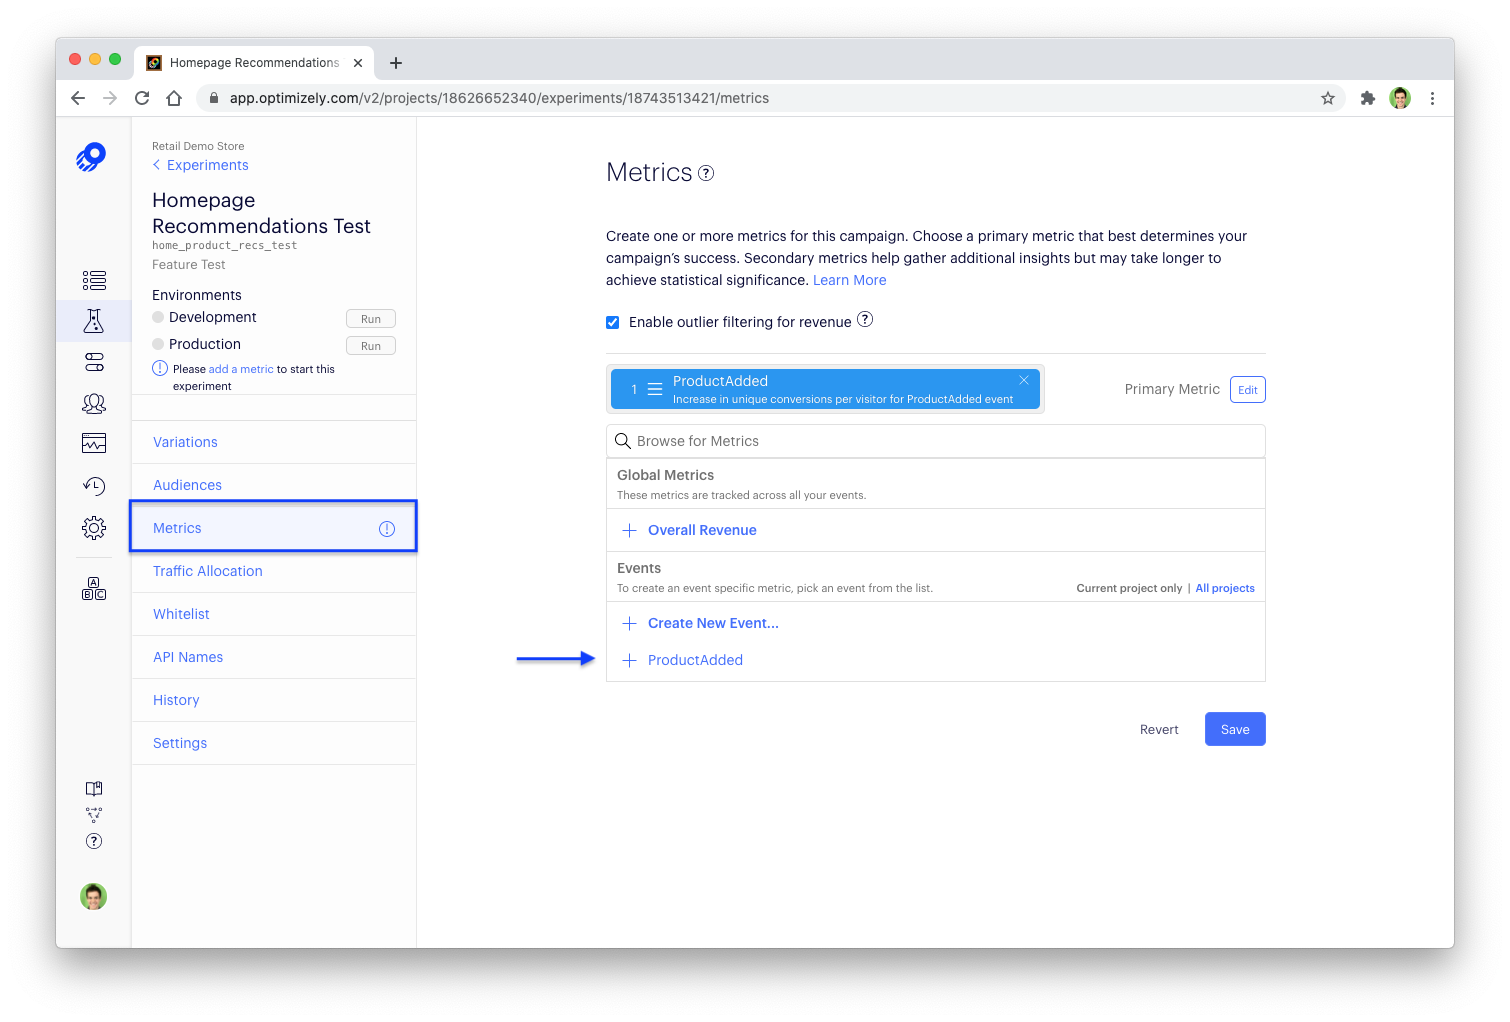 Homepage Recommendations
app.optimizely.com/v2/projects/18626652340/experiments/18743513421/metrics
Retail Demo Store
Experiments
Homepage
Recommendations Test
home_product_recs_test
Feature Test
Environments
Development
Run
Production
Run
Please add a metric to start this
experiment
Variations
Audiences
Metrics
Traffic Allocation
Whitelist
API Names
History
Settings
A
B C
Metrics ?
Create one or more metrics for this campaign. Choose a primary metric that best determines your
campaign's success. Secondary metrics help gather additional insights but may take longer to
achieve statistical significance. Learn More
Enable outlier filtering for revenue ?
1 ProductAdded
Increase in unique conversions per visitor for ProductAdded event
Primary Metric Edit
Browse for Metrics
Global Metrics
These metrics are tracked across all your events.
Overall Revenue
Events
To create an event specific metric, pick an event from the list. Current project only | All projects
Create New Event...
ProductAdded
Revert Save